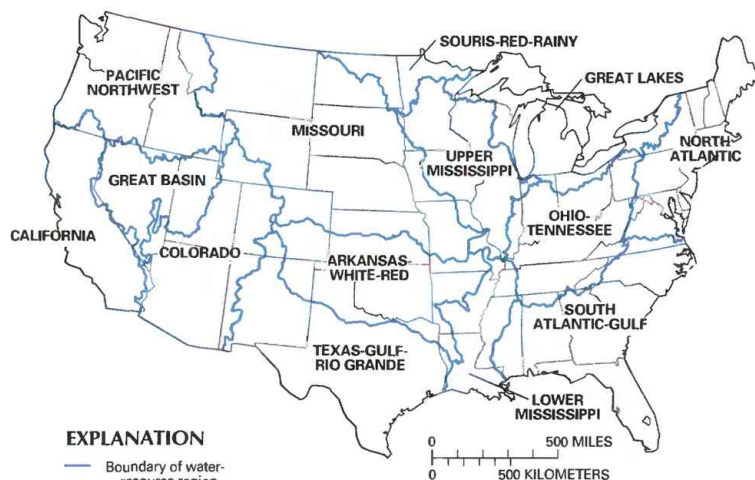 SOURIS-RED-RAINY
GREAT LAKES
PACIFIC
NORTHWEST
MISSOURI
UPPER
MISSISSIPPI
NORTH
ATLANTIC
GREAT BASIN
OHIO-
TENNESSEE
CALIFORNIA
COLORADO
ARKANSAS-
WHITE-RED
SOUTH
ATLANTIC-GULF
TEXAS-GULF-
RIO GRANDE
LOWER
MISSISSIPPI
EXPLANATION
Boundary of water-
resource region
0 500 MILES
0 500 KILOMETERS